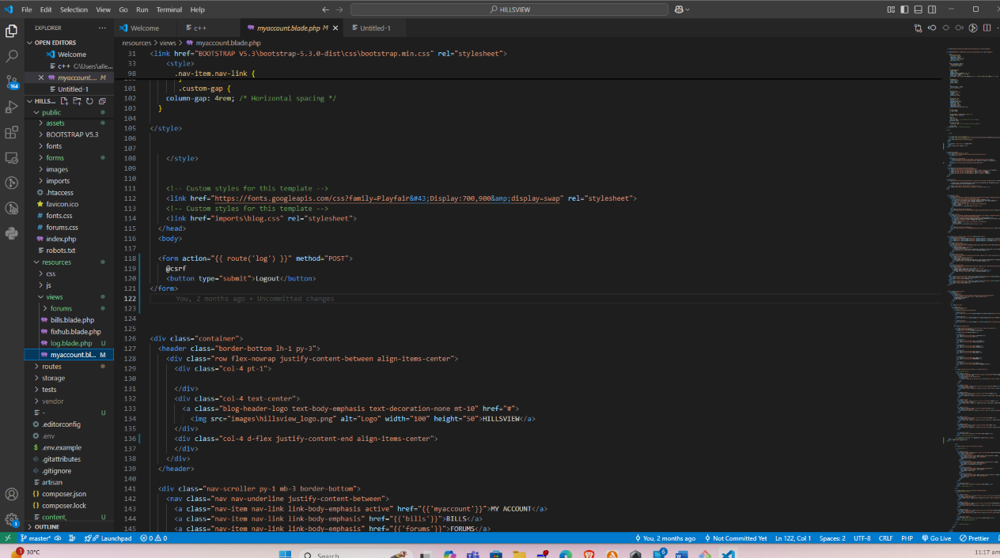 File Edit Selection View Go Run Terminal Help
HILLSVIEW
EXPLORER
OPEN EDITORS
Welcome
c++ C:\Users\alle...
myaccount.... M
Untitled-1
HILLS...
public
assets
BOOTSTRAP V5.3
fonts
forms
images
imports
.htaccess
favicon.ico
# fonts.css
# forums.css
index.php
robots.txt
resources
css
js
views
forums
bills.blade.php
fixhub.blade.php
log.blade.php U
myaccount.bl... M
routes
storage
tests
vendor
- U
.editorconfig
.env
$ .env.example
.gitattributes
.gitignore
artisan
{} composer.json
{} composer.lock
content, U
OUTLINE
164
1
Welcome c++ myaccount.blade.php M Untitled-1
resources > views > myaccount.blade.php
31 <link href="BOOTSTRAP V5.3\bootstrap-5.3.0-dist\css\bootstrap.min.css" rel="stylesheet">
33 <style>
98 .nav-item.nav-link {
101 .custom-gap {
102 column-gap: 4rem; /* Horizontal spacing */
103 }
104
105 </style>
106
107
108 </style>
109
110
111 <!-- Custom styles for this template -->
112 <link href="https://fonts.googleapis.com/css?family=Playfair&#43;Display:700,900&amp;display=swap" rel="stylesheet">
113 <!-- Custom styles for this template -->
114 <link href="imports\blog.css" rel="stylesheet">
115 </head>
116 <body>
117
118 <form action="{{ route('log') }}" method="POST">
119 @csrf
120 <button type="submit">Logout</button>
121 </form>
122 You, 2 months ago • Uncommitted changes
123
124
125
126 <div class="container">
127 <header class="border-bottom lh-1 py-3">
128 <div class="row flex-nowrap justify-content-between align-items-center">
129 <div class="col-4 pt-1">
130
131 </div>
132 <div class="col-4 text-center">
133 <a class="blog-header-logo text-body-emphasis text-decoration-none mt-10" href="#">
134 <img src="images\hillsview_logo.png" alt="Logo" width="100" height="50">HILLSVIEW</a>
135 </div>
136 <div class="col-4 d-flex justify-content-end align-items-center">
137 </div>
138 </div>
139 </header>
140
141 <div class="nav-scroller py-1 mb-3 border-bottom">
142 <nav class="nav nav-underline justify-content-between">
143 <a class="nav-item nav-link link-body-emphasis active" href="{{'myaccount'}}">MY ACCOUNT</a>
144 <a class="nav-item nav-link link-body-emphasis" href="{{'bills'}}">BILLS</a>
145 <a class="nav-item nav-link link-body-emphasis" href="{{'forums'}}">FORUMS</a>
master* Launchpad 0 0 You, 2 months ago Not Committed Yet Ln 122, Col 1 Spaces: 2 UTF-8 CRLF PHP Go Live Prettier
1 30°C Search 6 11:17 am